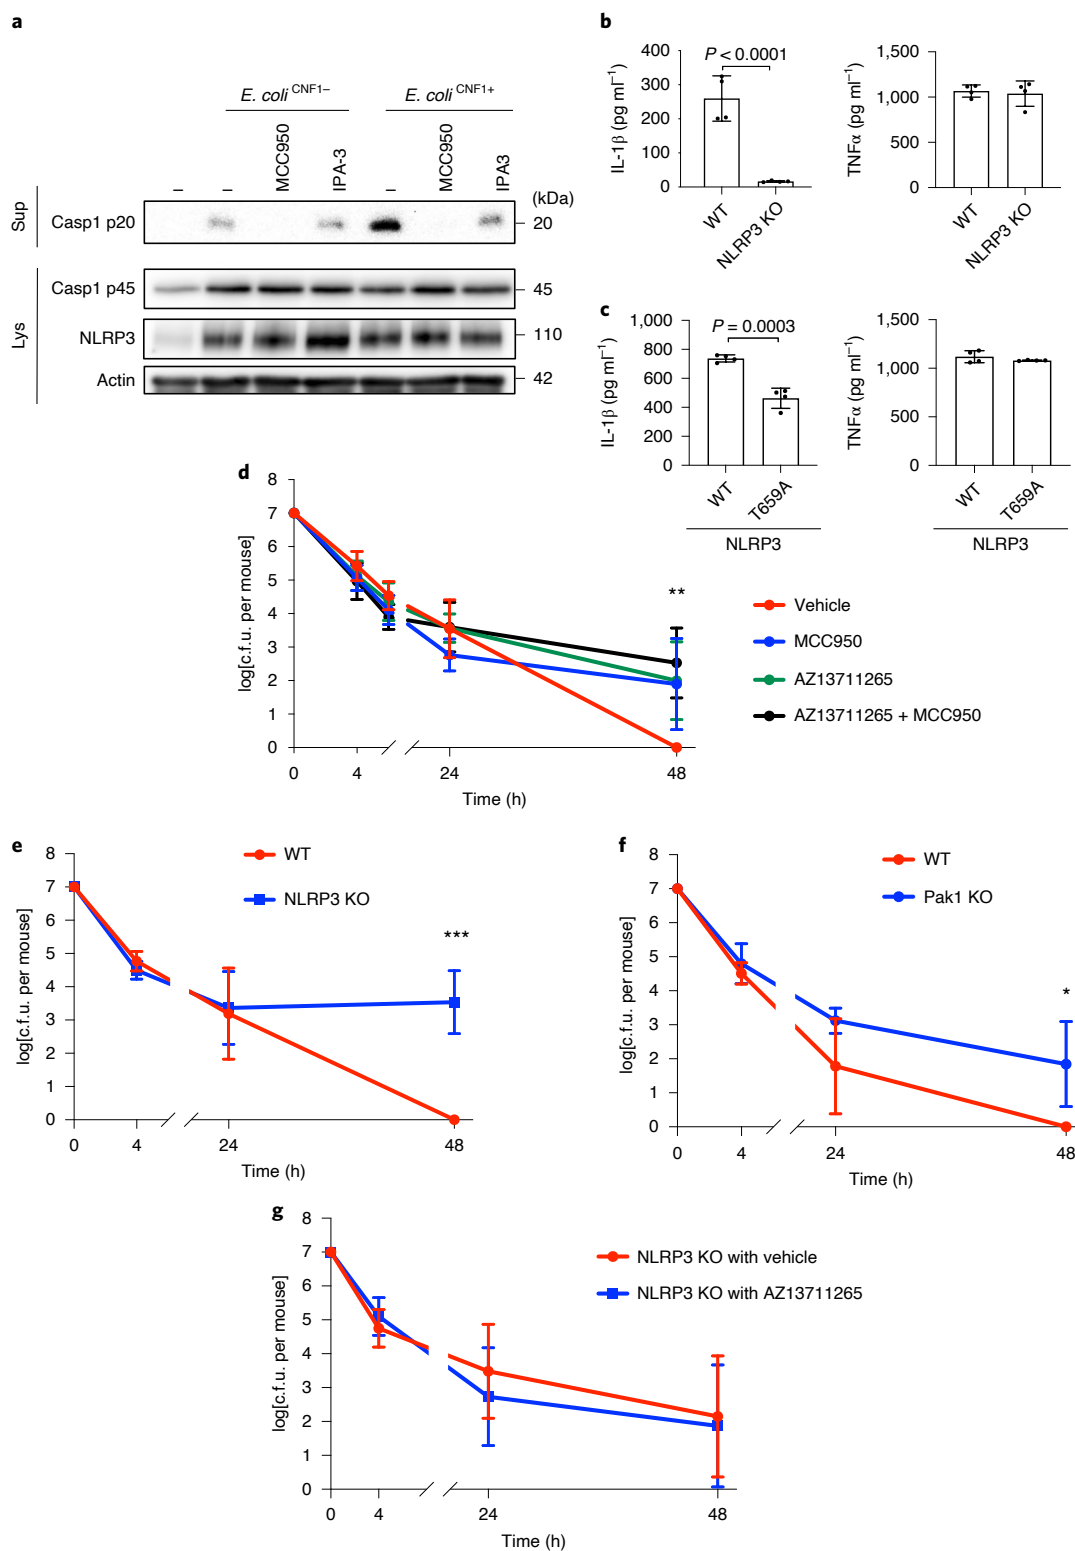 a
E. coli CNF1– E. coli CNF1+
– – MCC950 IPA-3 – MCC950 IPA3
(kDa)
Sup Casp1 p20 20
Lys Casp1 p45 45
NLRP3 110
Actin 42
b
IL-1β (pg ml–1)
400
300
200
100
0
P < 0.0001
WT NLRP3 KO
TNFα (pg ml–1)
1,500
1,000
500
0
WT NLRP3 KO
c
IL-1β (pg ml–1)
1,000
800
600
400
200
0
P = 0.0003
WT T659A
NLRP3
TNFα (pg ml–1)
1,500
1,000
500
0
WT T659A
NLRP3
d
log[c.f.u. per mouse]
8
7
6
5
4
3
2
1
0
**
0 4 24 48
Time (h)
Vehicle
MCC950
AZ13711265
AZ13711265 + MCC950
e
log[c.f.u. per mouse]
8
7
6
5
4
3
2
1
0
WT
NLRP3 KO
***
0 4 24 48
Time (h)
f
log[c.f.u. per mouse]
8
7
6
5
4
3
2
1
0
WT
Pak1 KO
*
0 4 24 48
Time (h)
g
log[c.f.u. per mouse]
8
7
6
5
4
3
2
1
0
NLRP3 KO with vehicle
NLRP3 KO with AZ13711265
0 4 24 48
Time (h)